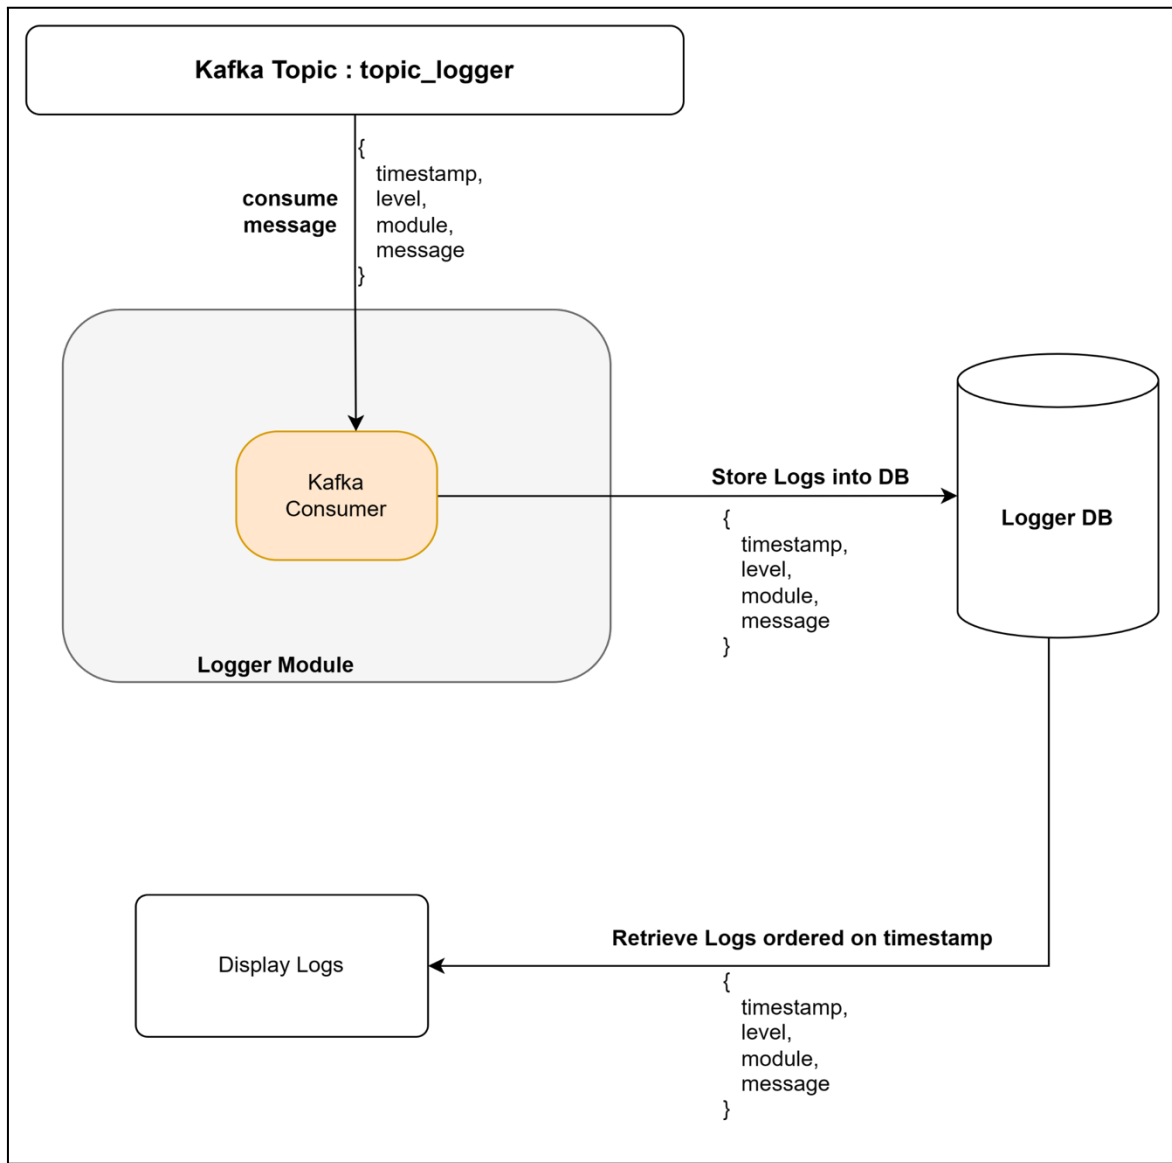 Kafka Topic : topic_logger
consume
message
{
timestamp,
level,
module,
message
}
Kafka
Consumer
Logger Module
Store Logs into DB
{
timestamp,
level,
module,
message
}
Logger DB
Retrieve Logs ordered on timestamp
{
timestamp,
level,
module,
message
}
Display Logs